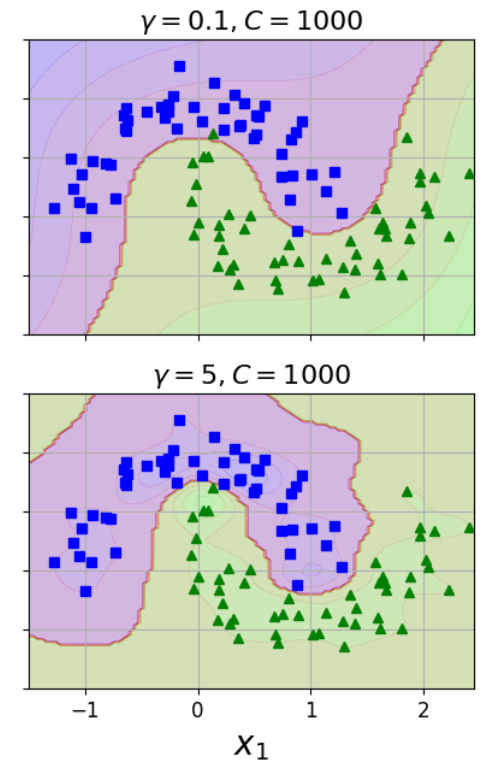 γ = 0.1, C = 1000
γ = 5, C = 1000
−1 0 1 2
x₁